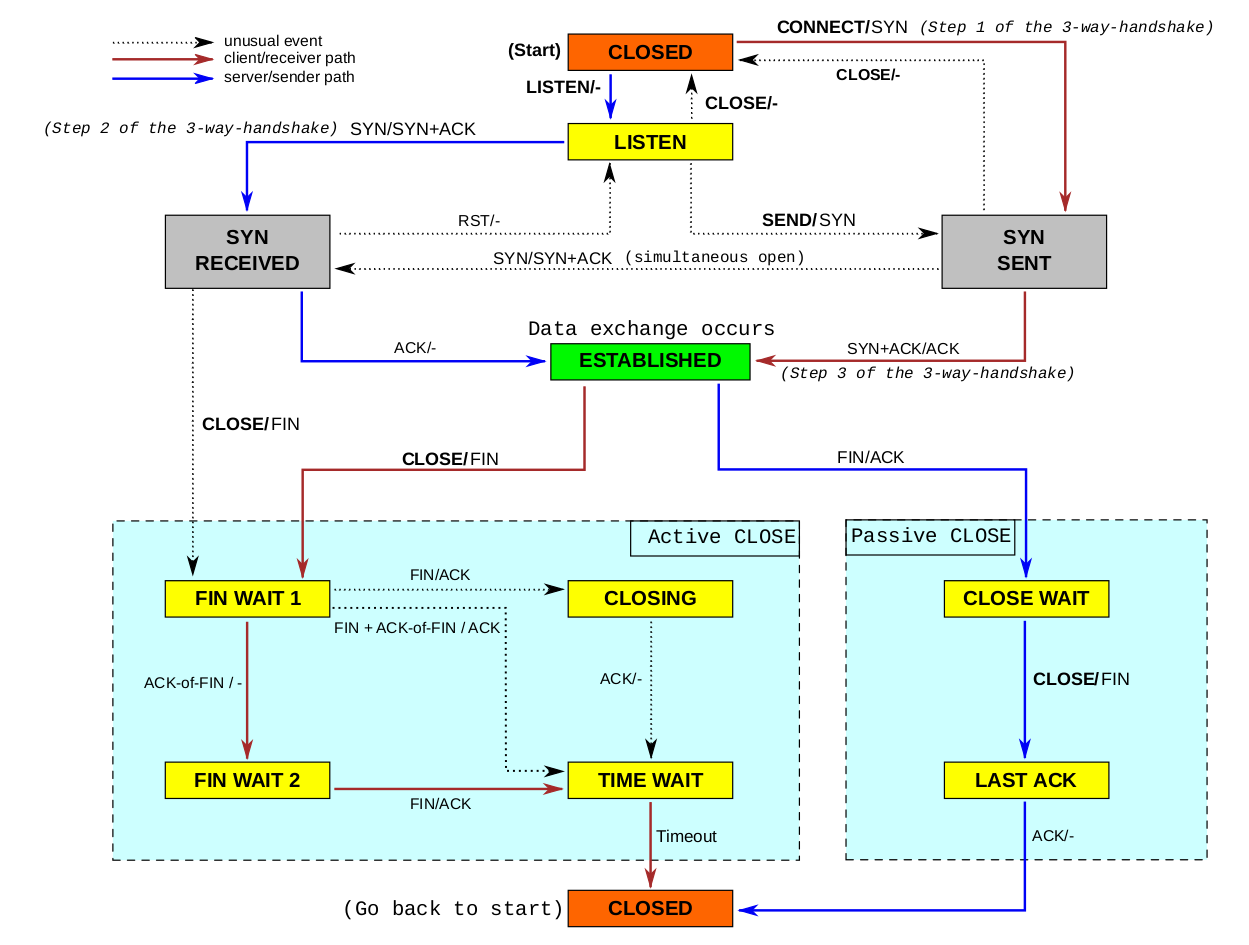 CONNECT/SYN (Step 1 of the 3-way-handshake)
unusual event
client/receiver path
server/sender path
(Start)
CLOSED
CLOSE/-
LISTEN/-
CLOSE/-
(Step 2 of the 3-way-handshake) SYN/SYN+ACK
LISTEN
RST/-
SEND/SYN
SYN
RECEIVED
SYN
SENT
SYN/SYN+ACK (simultaneous open)
Data exchange occurs
ACK/-
ESTABLISHED
SYN+ACK/ACK
(Step 3 of the 3-way-handshake)
CLOSE/FIN
CLOSE/FIN
FIN/ACK
Active CLOSE
Passive CLOSE
FIN/ACK
FIN WAIT 1
CLOSING
CLOSE WAIT
FIN + ACK-of-FIN / ACK
ACK-of-FIN / -
ACK/-
CLOSE/FIN
FIN WAIT 2
TIME WAIT
LAST ACK
FIN/ACK
Timeout
ACK/-
(Go back to start)
CLOSED